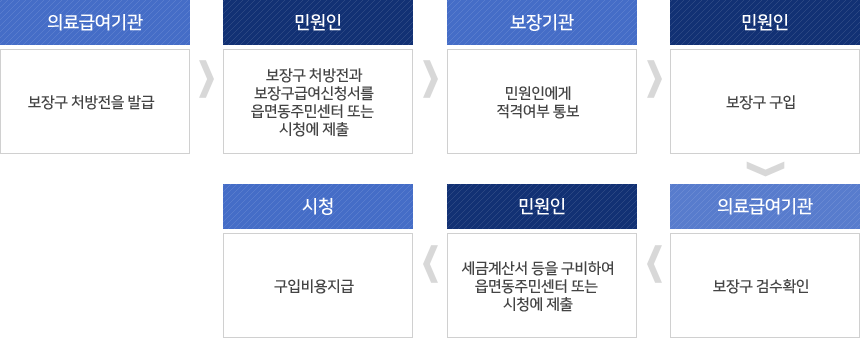 의료급여기관
보장구 처방전을 발급
민원인
보장구 처방전과
보장구급여신청서를
읍면동주민센터 또는
시청에 제출
보장기관
민원인에게
적격여부 통보
민원인
보장구 구입
의료급여기관
보장구 검수확인
민원인
세금계산서 등을 구비하여
읍면동주민센터 또는
시청에 제출
시청
구입비용지급